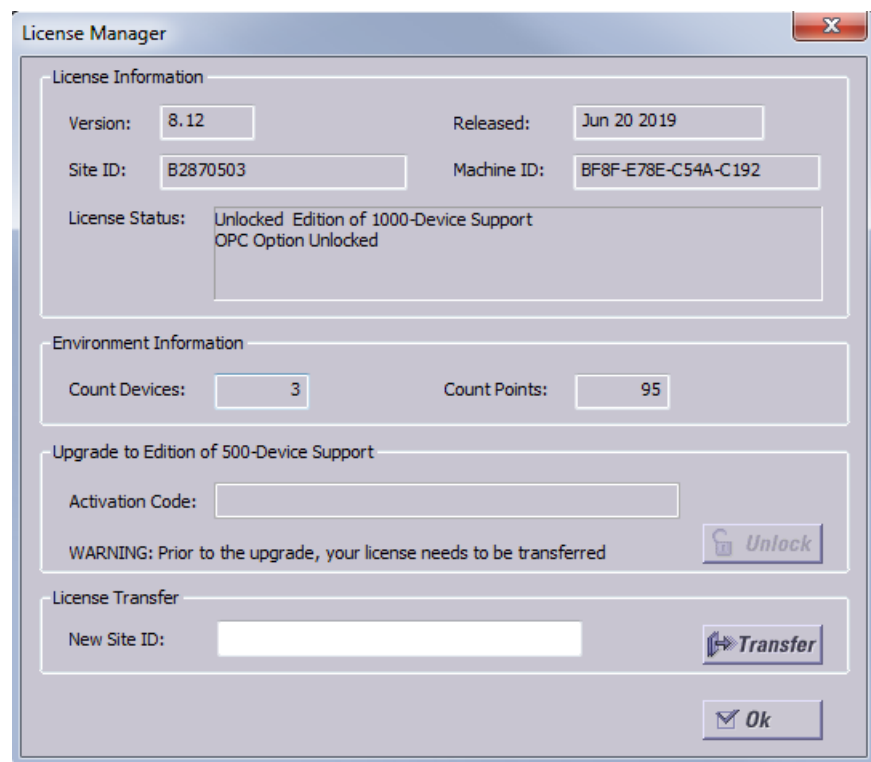 License Manager
License Information
Version: 8.12 Released: Jun 20 2019
Site ID: B2870503 Machine ID: BF8F-E78E-C54A-C192
License Status: Unlocked Edition of 1000-Device Support
OPC Option Unlocked
Environment Information
Count Devices: 3 Count Points: 95
Upgrade to Edition of 500-Device Support
Activation Code:
WARNING: Prior to the upgrade, your license needs to be transferred
Unlock
License Transfer
New Site ID:
Transfer
Ok